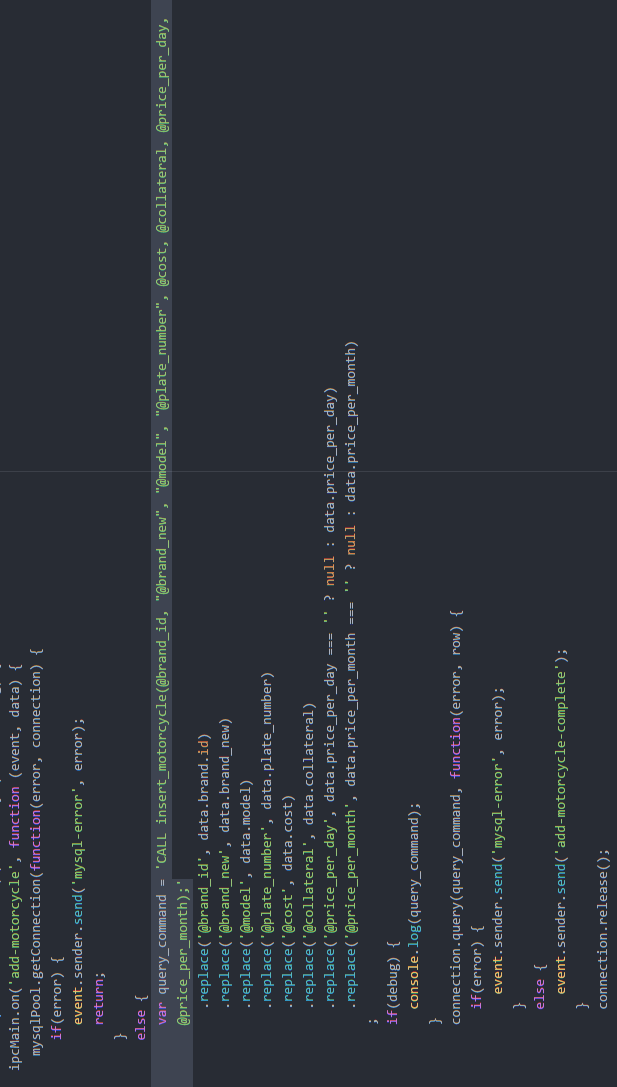 ipcMain.on('add-motorcycle', function (event, data) {
mysqlPool.getConnection(function(error, connection) {
if(error) {
event.sender.send('mysql-error', error);
return;
}
else {
var query_command = 'CALL insert_motorcycle(@brand_id, "@brand_new", "@model", "@plate_number", @cost, @collateral, @price_per_day,
@price_per_month);'
.replace('@brand_id', data.brand.id)
.replace('@brand_new', data.brand_new)
.replace('@model', data.model)
.replace('@plate_number', data.plate_number)
.replace('@cost', data.cost)
.replace('@collateral', data.collateral)
.replace('@price_per_day', data.price_per_day === '' ? null : data.price_per_day)
.replace('@price_per_month', data.price_per_month === '' ? null : data.price_per_month)
;
if(debug) {
console.log(query_command);
}
connection.query(query_command, function(error, row) {
if(error) {
event.sender.send('mysql-error', error);
}
else {
event.sender.send('add-motorcycle-complete');
}
connection.release();